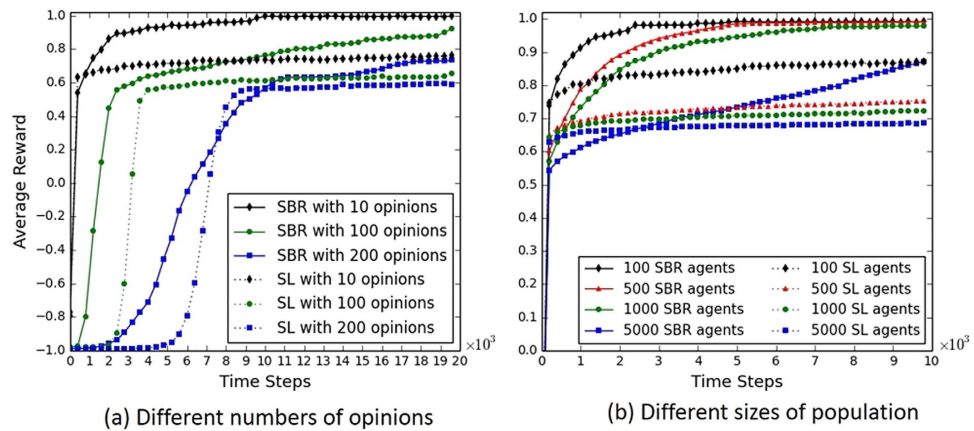 1.0
0.8
0.6
0.4
0.2
0.0
−0.2
−0.4
−0.6
−0.8
−1.0
Average Reward
SBR with 10 opinions
SBR with 100 opinions
SBR with 200 opinions
SL with 10 opinions
SL with 100 opinions
SL with 200 opinions
0 1 2 3 4 5 6 7 8 9 10 11 12 13 14 15 16 17 18 19 20
×10³
Time Steps
(a) Different numbers of opinions
1.0
0.9
0.8
0.7
0.6
0.5
0.4
0.3
0.2
0.1
0.0
100 SBR agents
500 SBR agents
1000 SBR agents
5000 SBR agents
100 SL agents
500 SL agents
1000 SL agents
5000 SL agents
0 1 2 3 4 5 6 7 8 9 10
×10³
Time Steps
(b) Different sizes of population